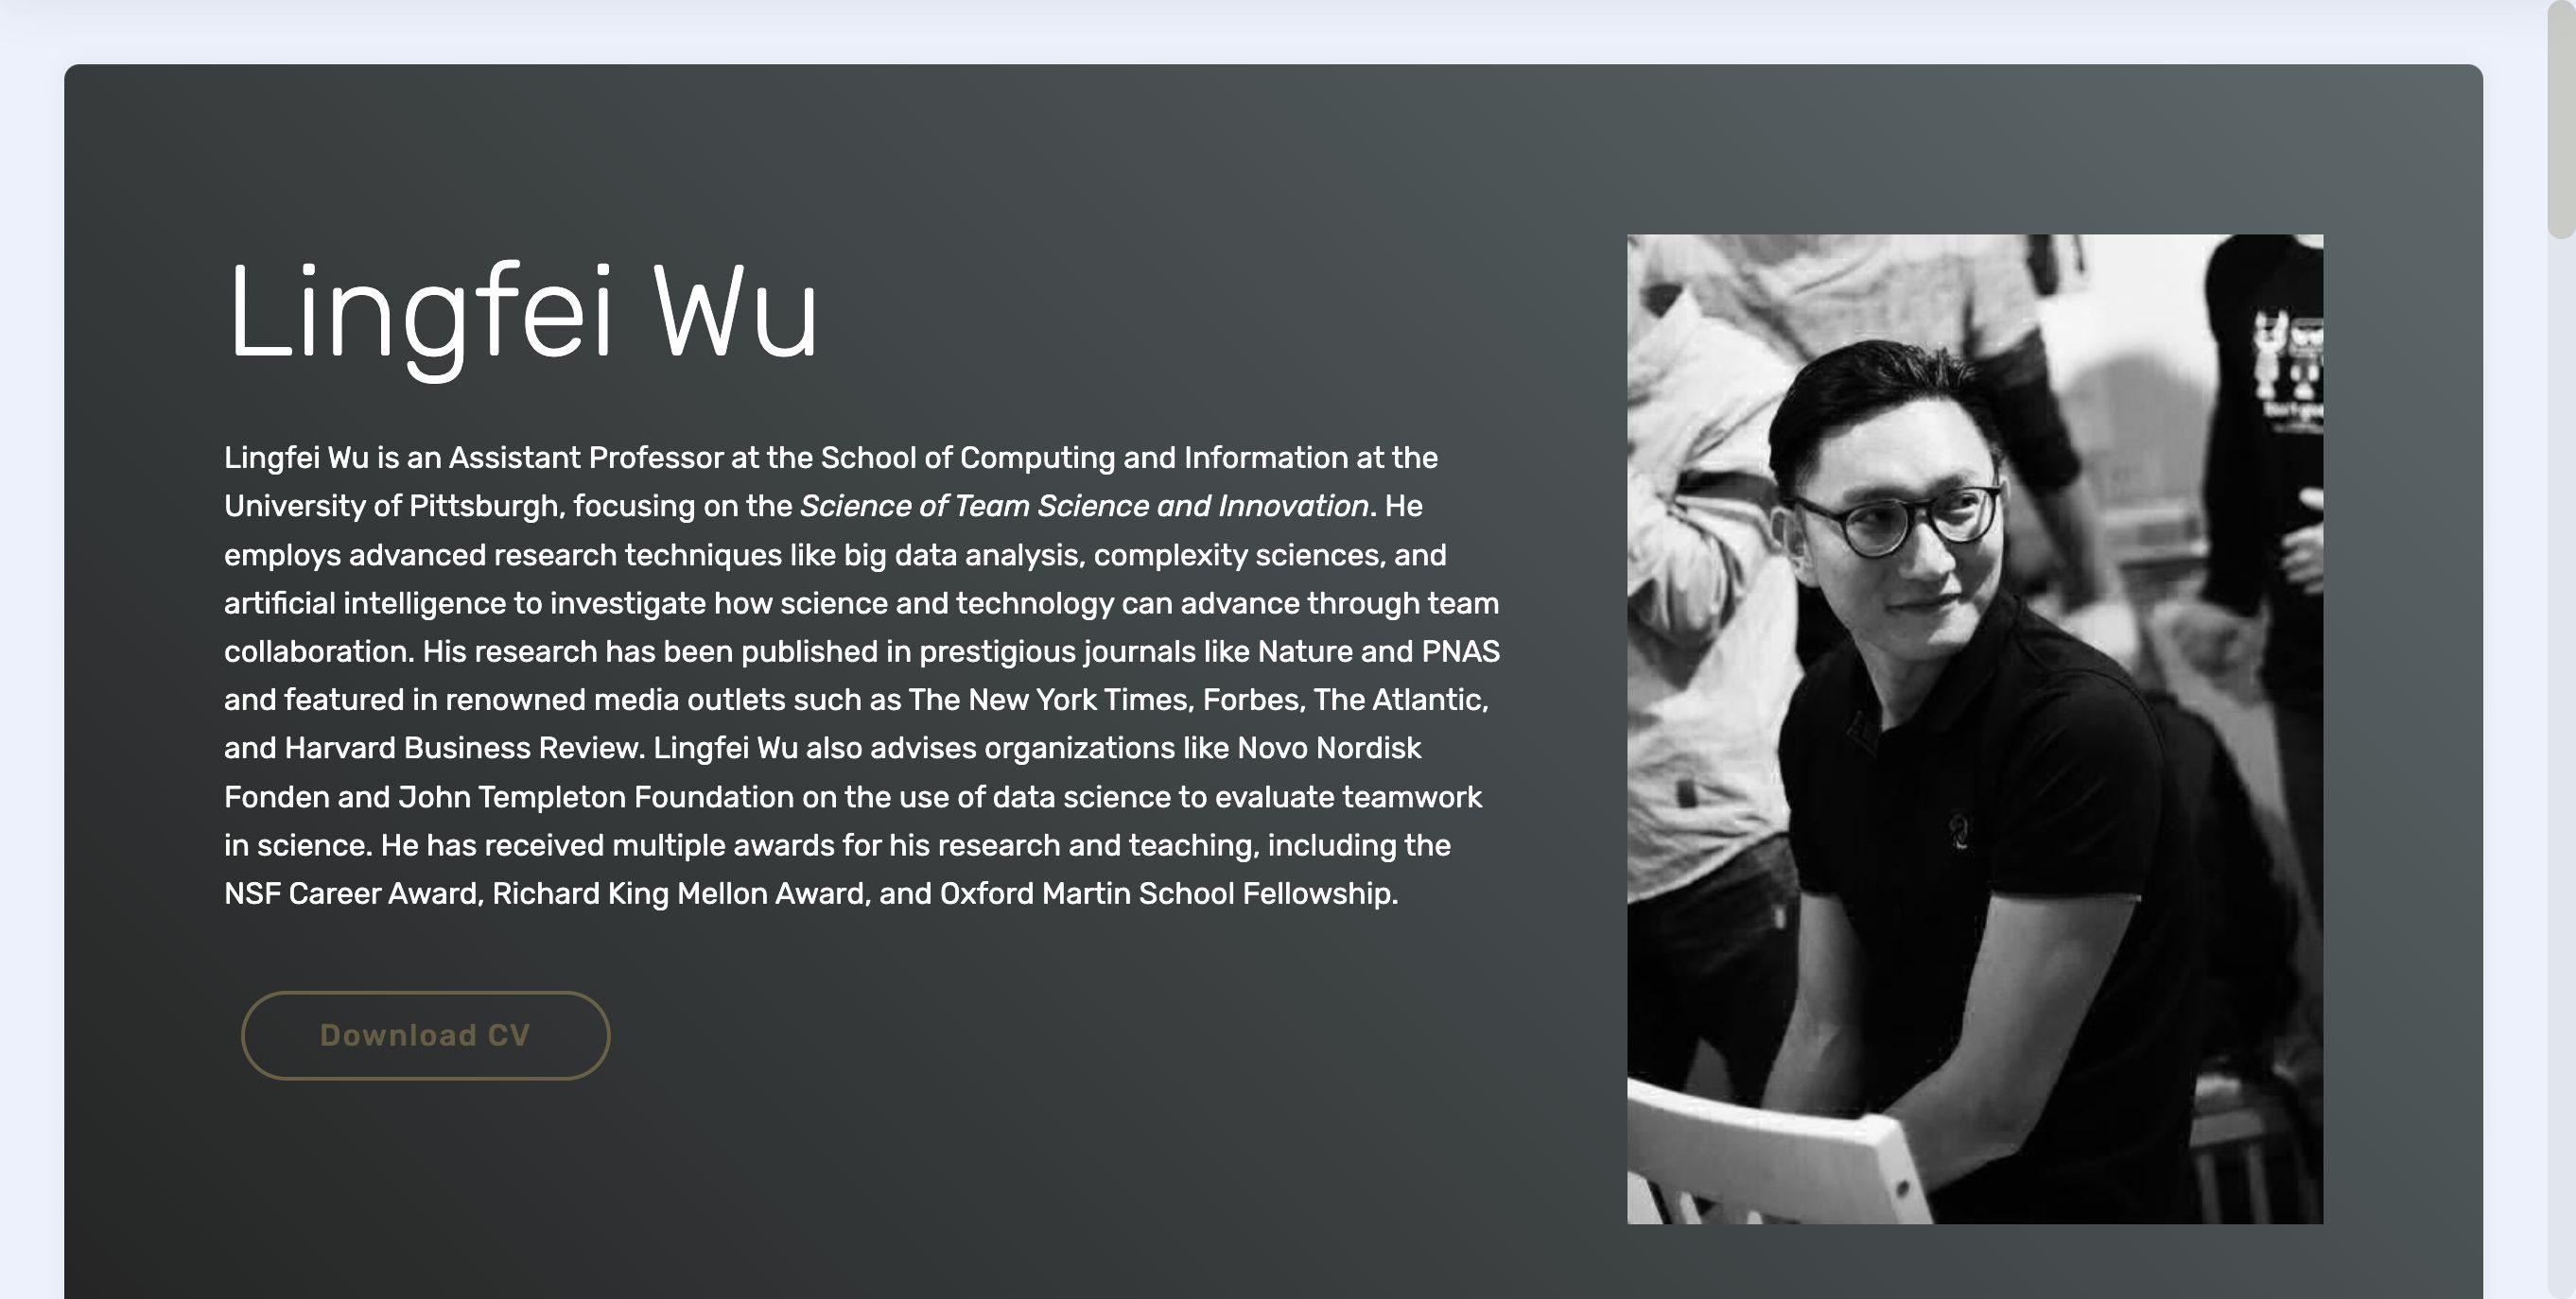 Lingfei Wu
Lingfei Wu is an Assistant Professor at the School of Computing and Information at the
University of Pittsburgh, focusing on the Science of Team Science and Innovation. He
employs advanced research techniques like big data analysis, complexity sciences, and
artificial intelligence to investigate how science and technology can advance through team
collaboration. His research has been published in prestigious journals like Nature and PNAS
and featured in renowned media outlets such as The New York Times, Forbes, The Atlantic,
and Harvard Business Review. Lingfei Wu also advises organizations like Novo Nordisk
Fonden and John Templeton Foundation on the use of data science to evaluate teamwork
in science. He has received multiple awards for his research and teaching, including the
NSF Career Award, Richard King Mellon Award, and Oxford Martin School Fellowship.
Download CV